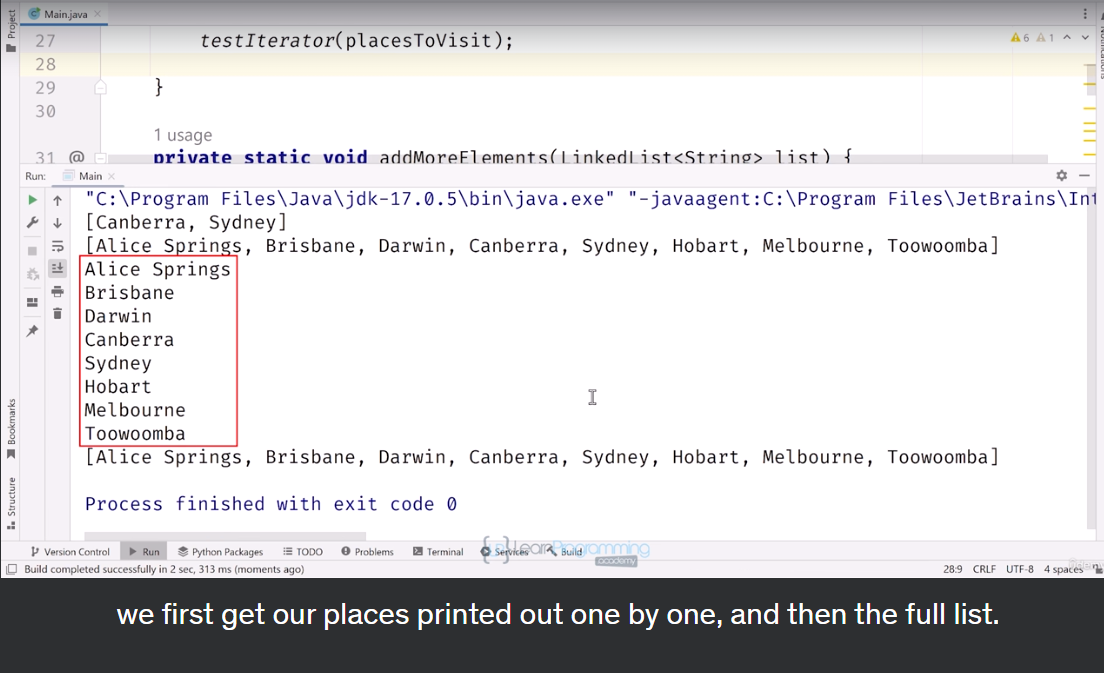 Project
Main.java
27 testIterator(placesToVisit);
6 1
28
29 }
30
1 usage
31 @ private static void addMoreElements(LinkedList<String> list) {
Run: Main
"C:\Program Files\Java\jdk-17.0.5\bin\java.exe" "-javaagent:C:\Program Files\JetBrains\Int
[Canberra, Sydney]
[Alice Springs, Brisbane, Darwin, Canberra, Sydney, Hobart, Melbourne, Toowoomba]
Alice Springs
Brisbane
Darwin
Canberra
Sydney
Hobart
Melbourne
Toowoomba
[Alice Springs, Brisbane, Darwin, Canberra, Sydney, Hobart, Melbourne, Toowoomba]
Process finished with exit code 0
Bookmarks
Structure
Version Control Run Python Packages TODO Problems Terminal Services Build
LearnProgramming
academy
Build completed successfully in 2 sec, 313 ms (moments ago) 28:9 CRLF UTF-8 4 spaces
we first get our places printed out one by one, and then the full list.